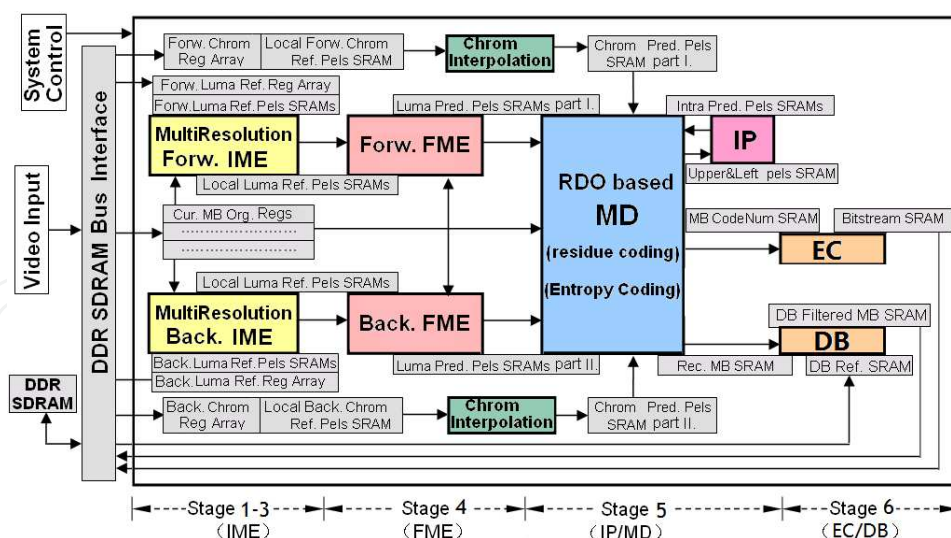 System
Control
Video Input
DDR
SDRAM
DDR SDRAM Bus Interface
Forw. Chrom
Reg Array
Local Forw. Chrom
Ref. Pels SRAM
Chrom
Interpolation
Chrom Pred. Pels
SRAM part I.
Forw. Luma Ref. Reg Array
Forw. Luma Ref. Pels SRAMs
Luma Pred. Pels SRAMs part I.
Intra Pred. Pels SRAMs
MultiResolution
Forw. IME
Forw. FME
IP
Local Luma Ref. Pels SRAMs
Upper&Left pels SRAM
RDO based
MD
(residue coding)
(Entropy Coding)
Cur. MB Org. Regs
MB CodeNum SRAM
Bitstream SRAM
EC
Local Luma Ref. Pels SRAMs
MultiResolution
Back. IME
Back. FME
DB Filtered MB SRAM
DB
Back. Luma Ref. Pels SRAMs
Luma Pred. Pels SRAMs part II.
Rec. MB SRAM
DB Ref. SRAM
Back. Luma Ref. Reg Array
Back. Chrom
Reg Array
Local Back. Chrom
Ref. Pels SRAM
Chrom
Interpolation
Chrom Pred. Pels
SRAM part II.
Stage 1-3
(IME)
Stage 4
(FME)
Stage 5
(IP/MD)
Stage 6
(EC/DB)